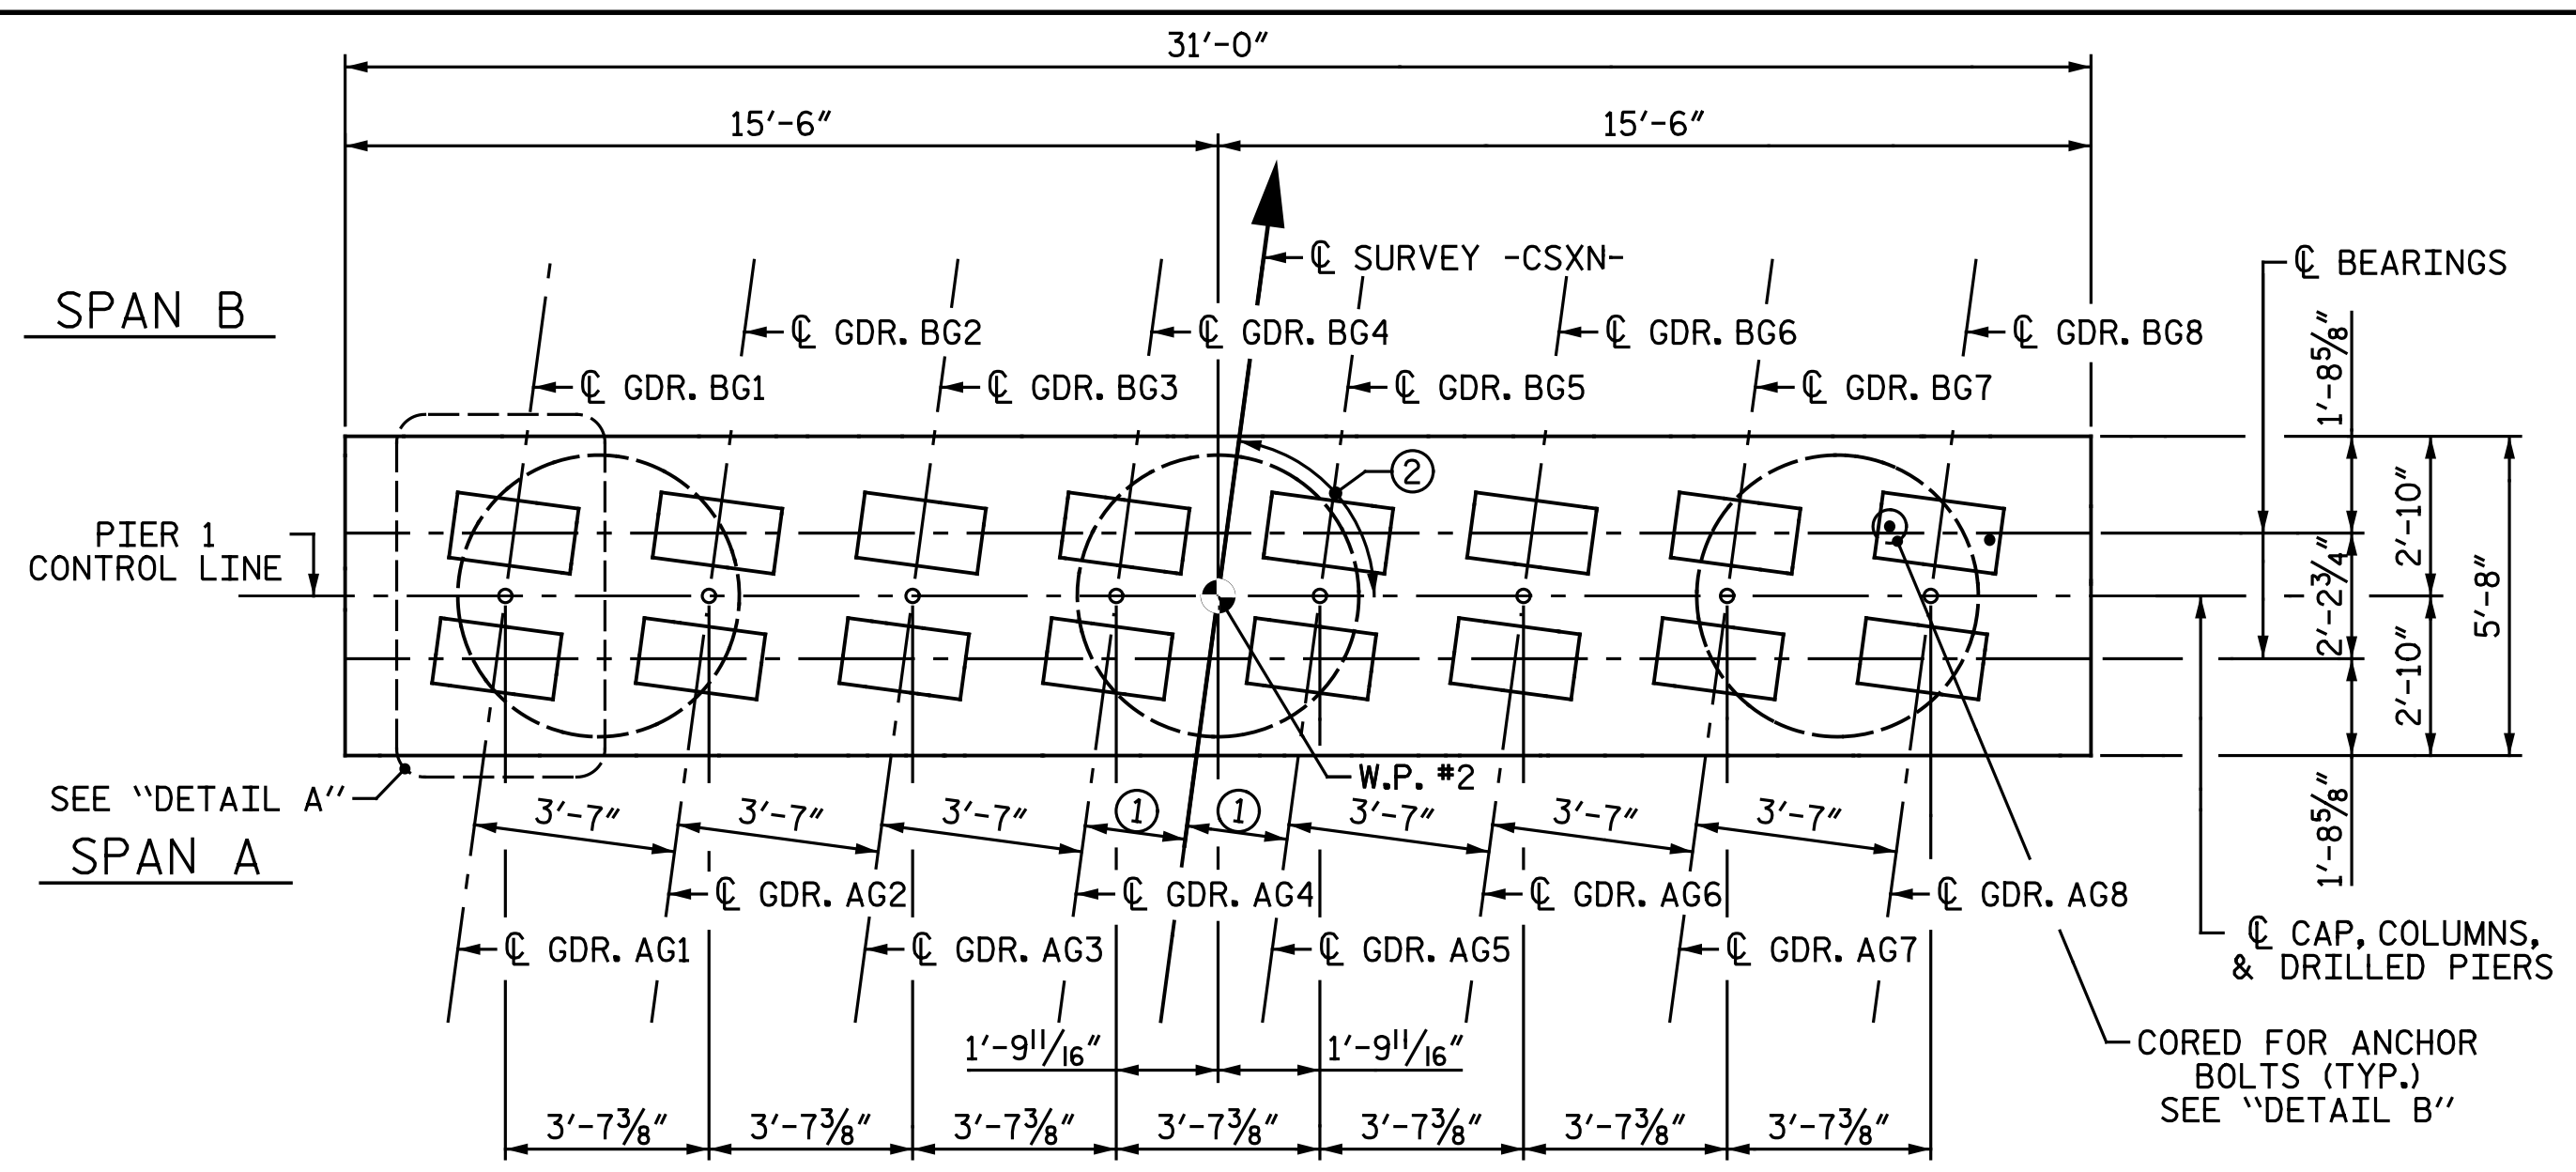 31'-0"
15'-6"
15'-6"
℄ SURVEY -CSXN-
℄ BEARINGS
SPAN B
℄ GDR. BG2
℄ GDR. BG4
℄ GDR. BG6
℄ GDR. BG8
℄ GDR. BG1
℄ GDR. BG3
℄ GDR. BG5
℄ GDR. BG7
1'-8⅝"
2
2'-10"
PIER 1
CONTROL LINE
2'-2¾"
5'-8"
2'-10"
W.P. #2
SEE "DETAIL A"
1'-8⅝"
3'-7"
3'-7"
3'-7"
1
1
3'-7"
3'-7"
3'-7"
SPAN A
℄ GDR. AG2
℄ GDR. AG4
℄ GDR. AG6
℄ GDR. AG8
℄ GDR. AG1
℄ GDR. AG3
℄ GDR. AG5
℄ GDR. AG7
℄ CAP, COLUMNS,
& DRILLED PIERS
1'-9 11/16"
1'-9 11/16"
CORED FOR ANCHOR
BOLTS (TYP.)
SEE "DETAIL B"
3'-7⅜"
3'-7⅜"
3'-7⅜"
3'-7⅜"
3'-7⅜"
3'-7⅜"
3'-7⅜"